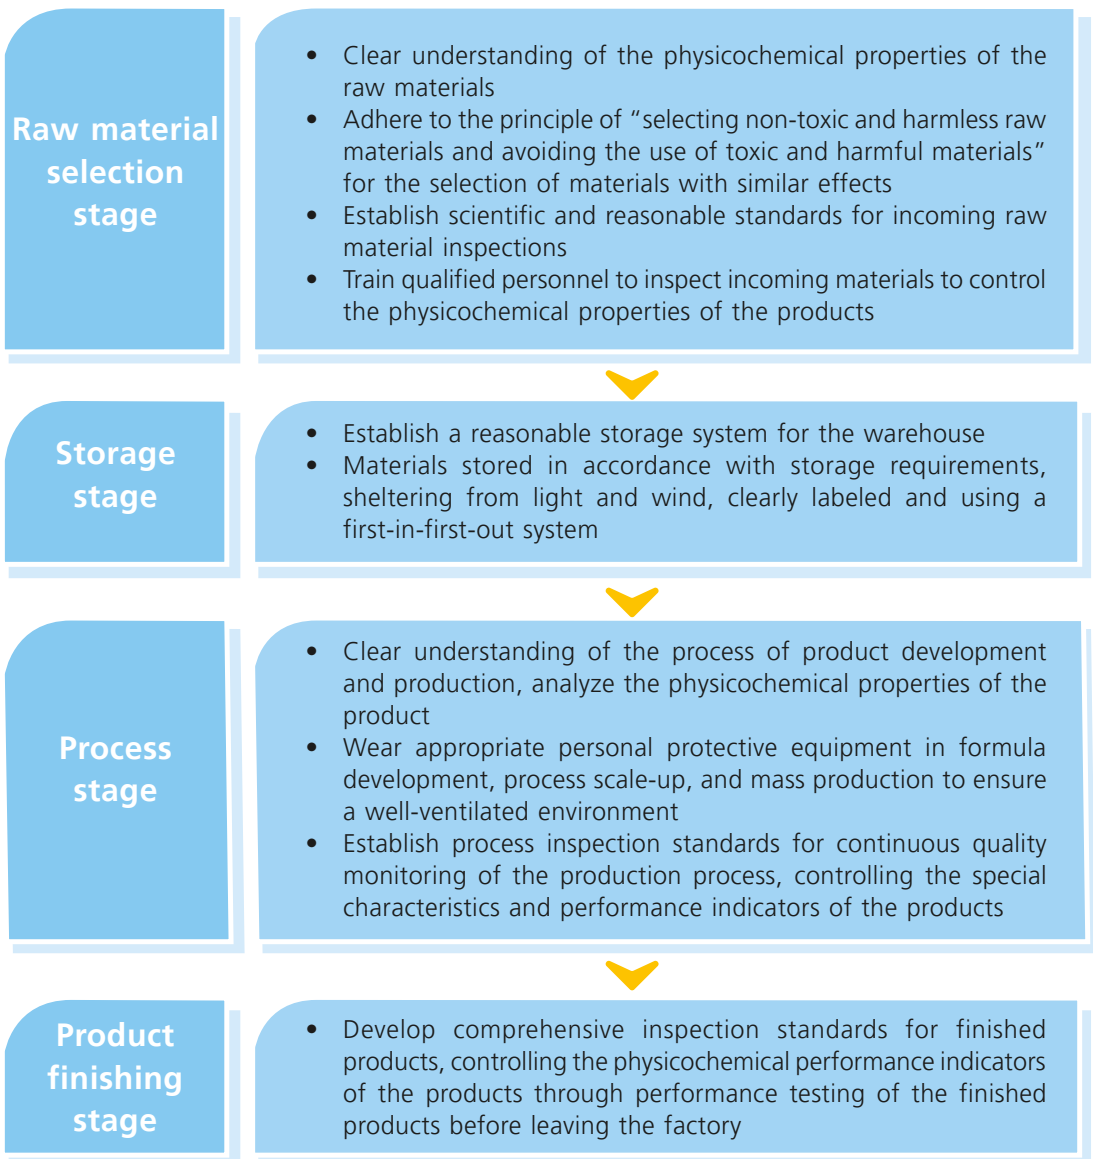 Raw material
selection
stage
• Clear understanding of the physicochemical properties of the
raw materials
• Adhere to the principle of “selecting non-toxic and harmless raw
materials and avoiding the use of toxic and harmful materials”
for the selection of materials with similar effects
• Establish scientific and reasonable standards for incoming raw
material inspections
• Train qualified personnel to inspect incoming materials to control
the physicochemical properties of the products
Storage
stage
• Establish a reasonable storage system for the warehouse
• Materials stored in accordance with storage requirements,
sheltering from light and wind, clearly labeled and using a
first-in-first-out system
Process
stage
• Clear understanding of the process of product development
and production, analyze the physicochemical properties of the
product
• Wear appropriate personal protective equipment in formula
development, process scale-up, and mass production to ensure
a well-ventilated environment
• Establish process inspection standards for continuous quality
monitoring of the production process, controlling the special
characteristics and performance indicators of the products
Product
finishing
stage
• Develop comprehensive inspection standards for finished
products, controlling the physicochemical performance indicators
of the products through performance testing of the finished
products before leaving the factory